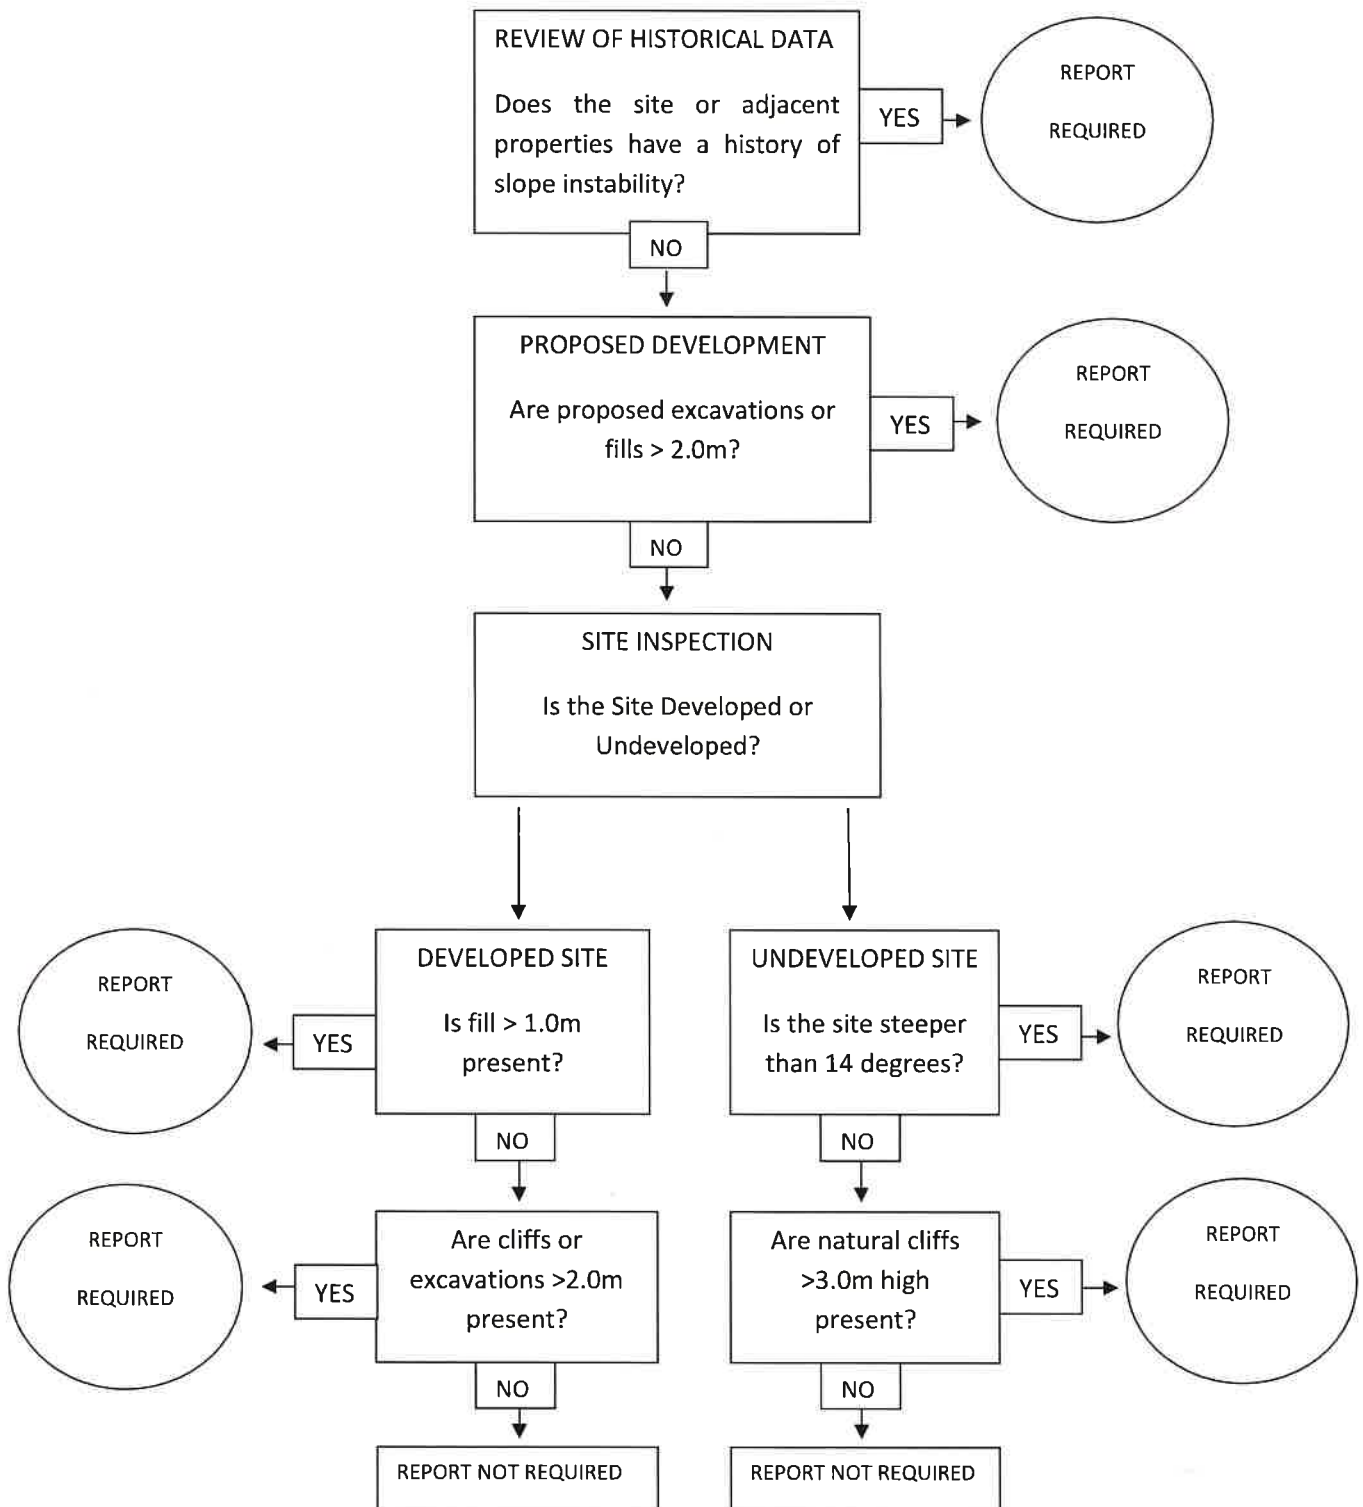 REVIEW OF HISTORICAL DATA
Does the site or adjacent
properties have a history of
slope instability?
YES
REPORT
REQUIRED
NO
PROPOSED DEVELOPMENT
Are proposed excavations or
fills > 2.0m?
YES
REPORT
REQUIRED
NO
SITE INSPECTION
Is the Site Developed or
Undeveloped?
DEVELOPED SITE
Is fill > 1.0m
present?
YES
REPORT
REQUIRED
NO
UNDEVELOPED SITE
Is the site steeper
than 14 degrees?
YES
REPORT
REQUIRED
NO
Are cliffs or
excavations >2.0m
present?
YES
REPORT
REQUIRED
NO
Are natural cliffs
>3.0m high
present?
YES
REPORT
REQUIRED
NO
REPORT NOT REQUIRED
REPORT NOT REQUIRED